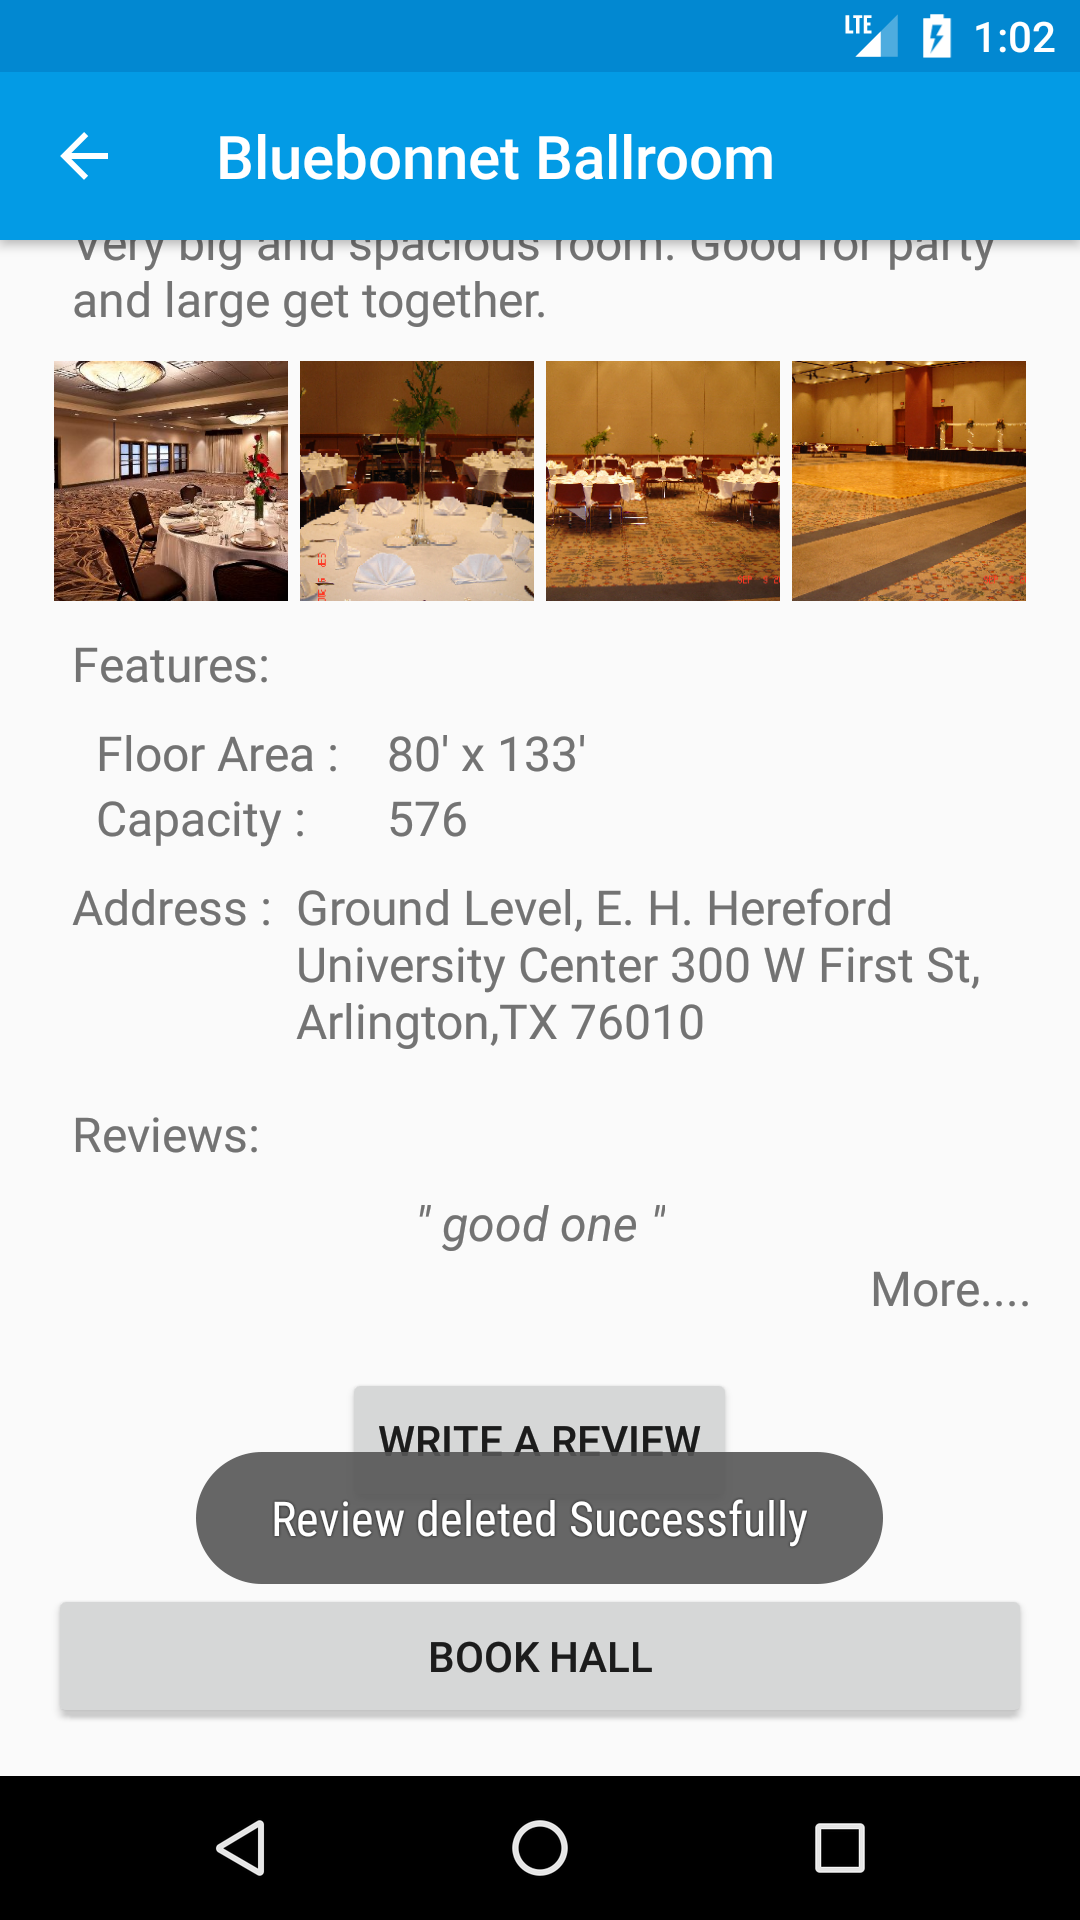 LTE 1:02
Bluebonnet Ballroom
Very big and spacious room. Good for party
and large get together.
Features:
Floor Area : 80' x 133'
Capacity : 576
Address : Ground Level, E. H. Hereford
University Center 300 W First St,
Arlington,TX 76010
Reviews:
" good one "
More....
WRITE A REVIEW
Review deleted Successfully
BOOK HALL